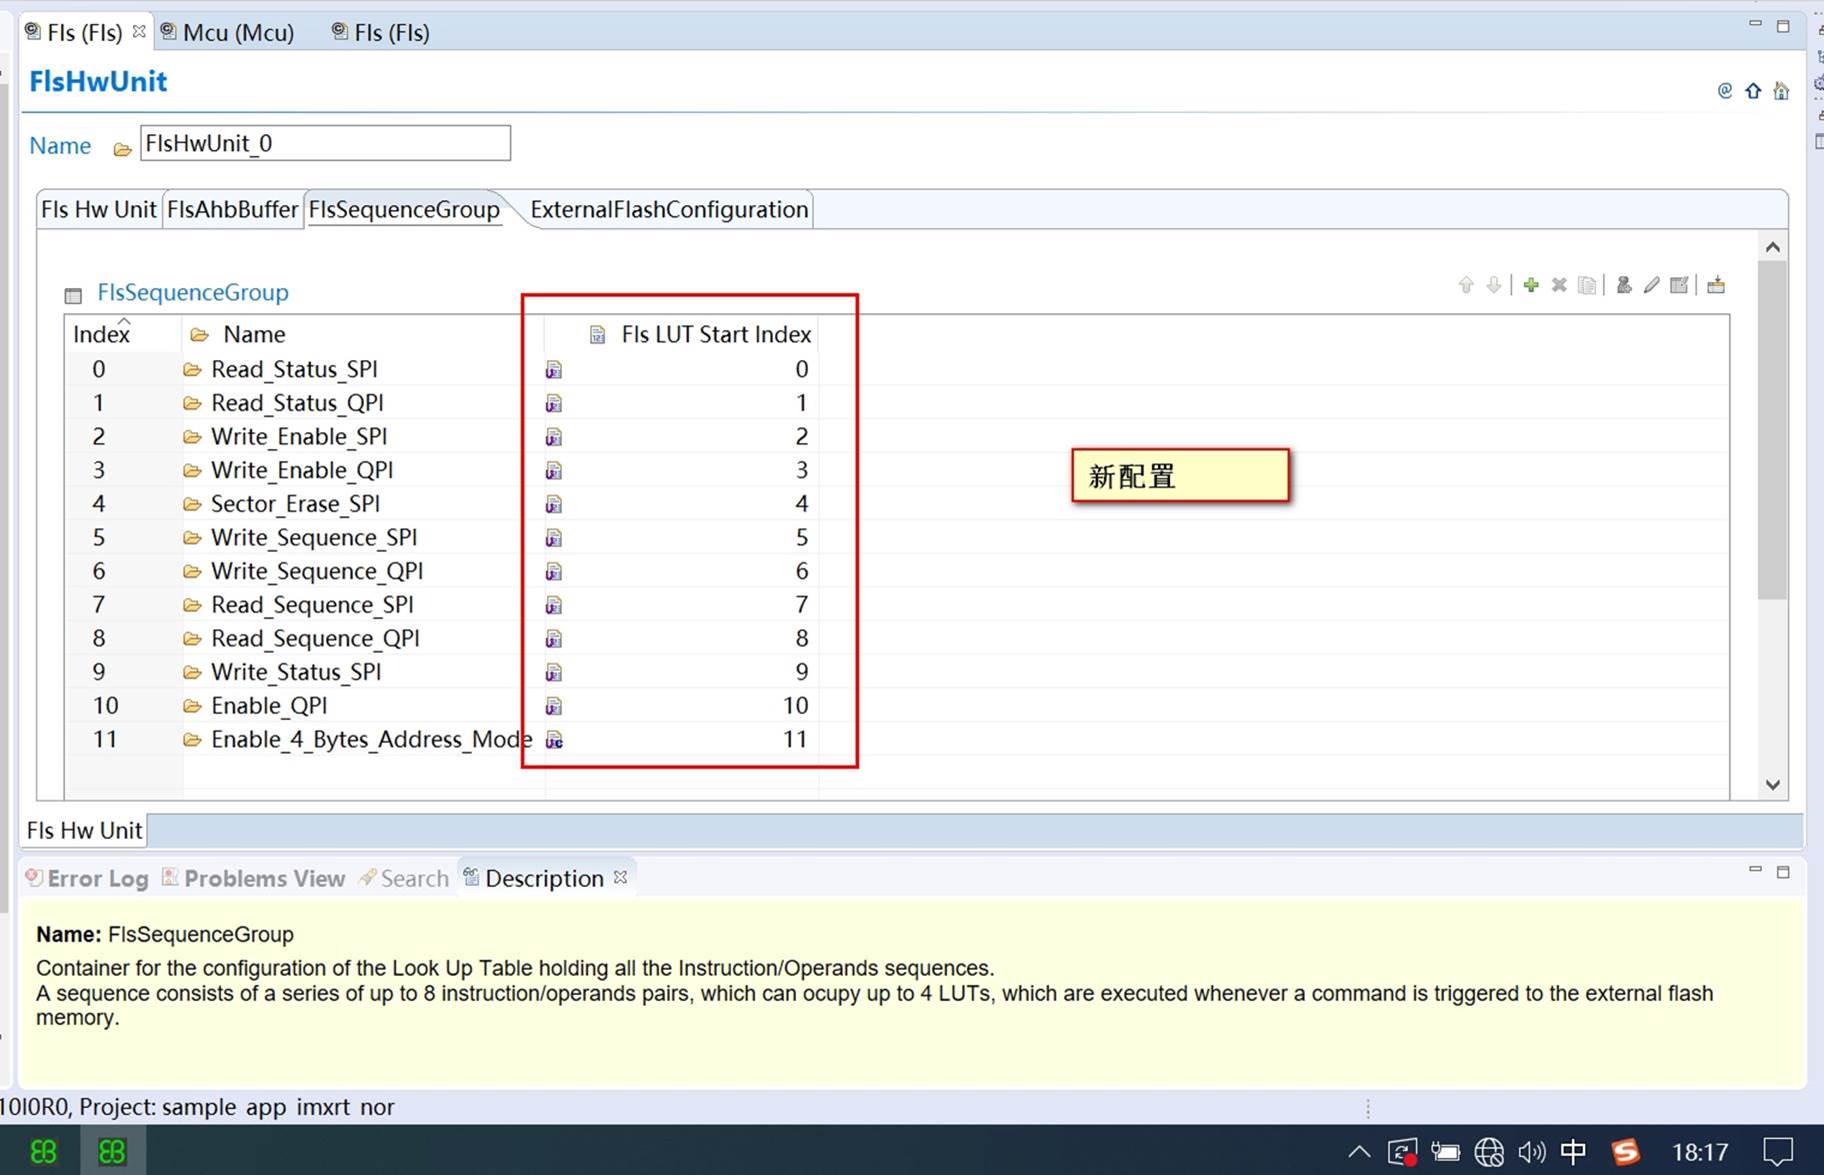 Fls (Fls) Mcu (Mcu) Fls (Fls)
FlsHwUnit
Name FlsHwUnit_0
Fls Hw Unit FlsAhbBuffer FlsSequenceGroup ExternalFlashConfiguration
FlsSequenceGroup
Index Name Fls LUT Start Index
0 Read_Status_SPI 0
1 Read_Status_QPI 1
2 Write_Enable_SPI 2
3 Write_Enable_QPI 3
4 Sector_Erase_SPI 4
5 Write_Sequence_SPI 5
6 Write_Sequence_QPI 6
7 Read_Sequence_SPI 7
8 Read_Sequence_QPI 8
9 Write_Status_SPI 9
10 Enable_QPI 10
11 Enable_4_Bytes_Address_Mode 11
新配置
Fls Hw Unit
Error Log Problems View Search Description
Name: FlsSequenceGroup
Container for the configuration of the Look Up Table holding all the Instruction/Operands sequences.
A sequence consists of a series of up to 8 instruction/operands pairs, which can ocupy up to 4 LUTs, which are executed whenever a command is triggered to the external flash
memory.
10I0R0, Project: sample app imxrt nor
中 18:17